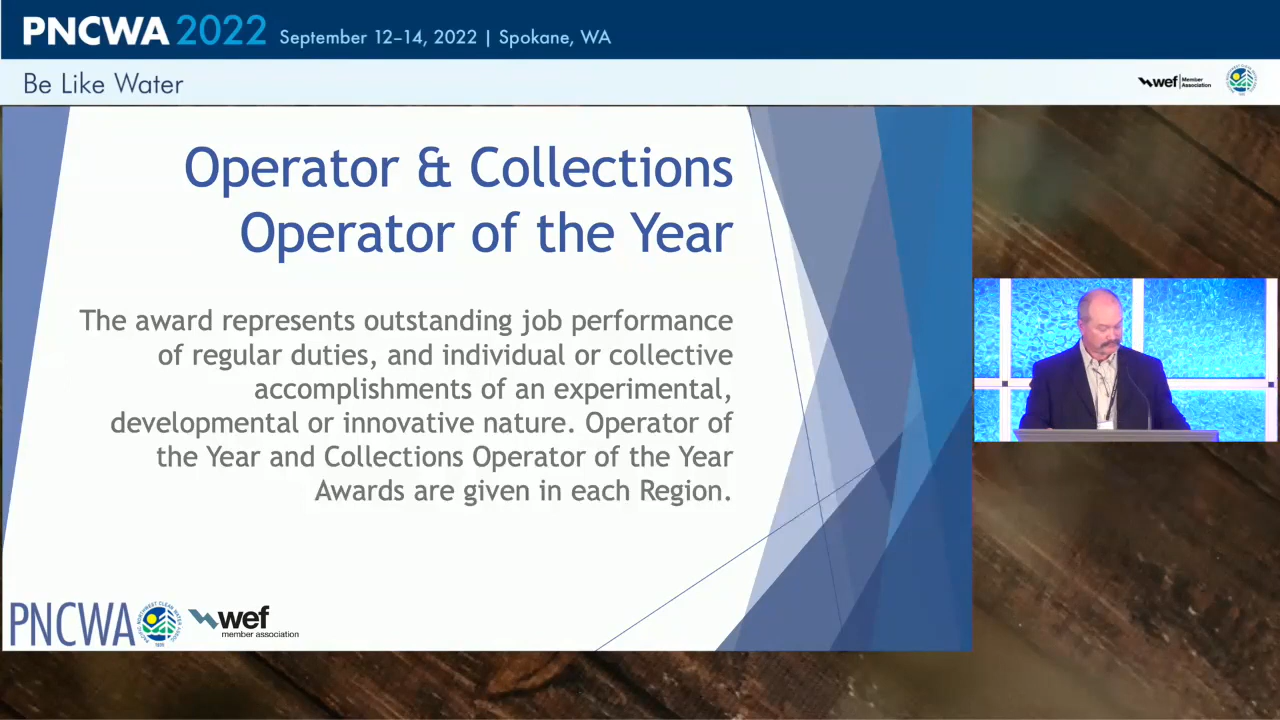 PNCWA 2022 September 12–14, 2022 | Spokane, WA
Be Like Water
wef Member Association
Operator & Collections
Operator of the Year
The award represents outstanding job performance
of regular duties, and individual or collective
accomplishments of an experimental,
developmental or innovative nature. Operator of
the Year and Collections Operator of the Year
Awards are given in each Region.
PNCWA
wef
member association